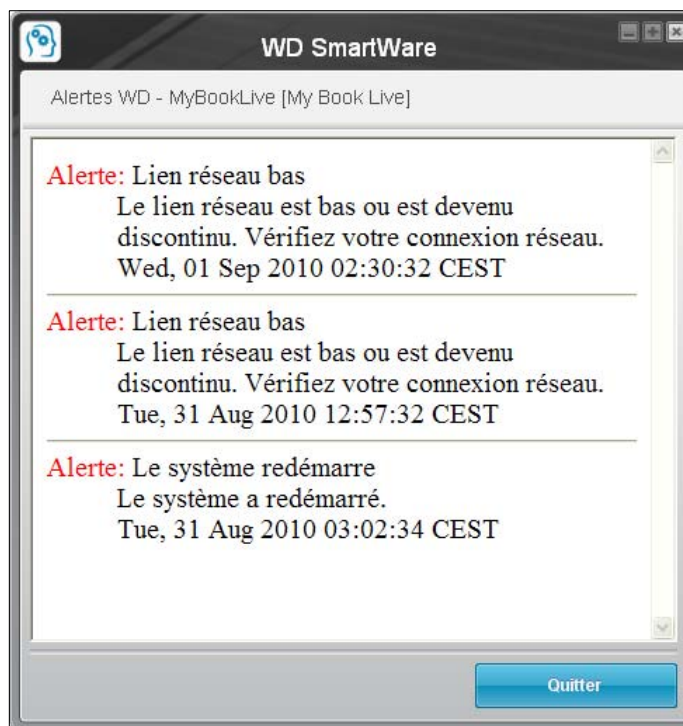 WD SmartWare
Alertes WD - MyBookLive [My Book Live]
Alerte: Lien réseau bas
Le lien réseau est bas ou est devenu
discontinu. Vérifiez votre connexion réseau.
Wed, 01 Sep 2010 02:30:32 CEST
Alerte: Lien réseau bas
Le lien réseau est bas ou est devenu
discontinu. Vérifiez votre connexion réseau.
Tue, 31 Aug 2010 12:57:32 CEST
Alerte: Le système redémarre
Le système a redémarré.
Tue, 31 Aug 2010 03:02:34 CEST
Quitter